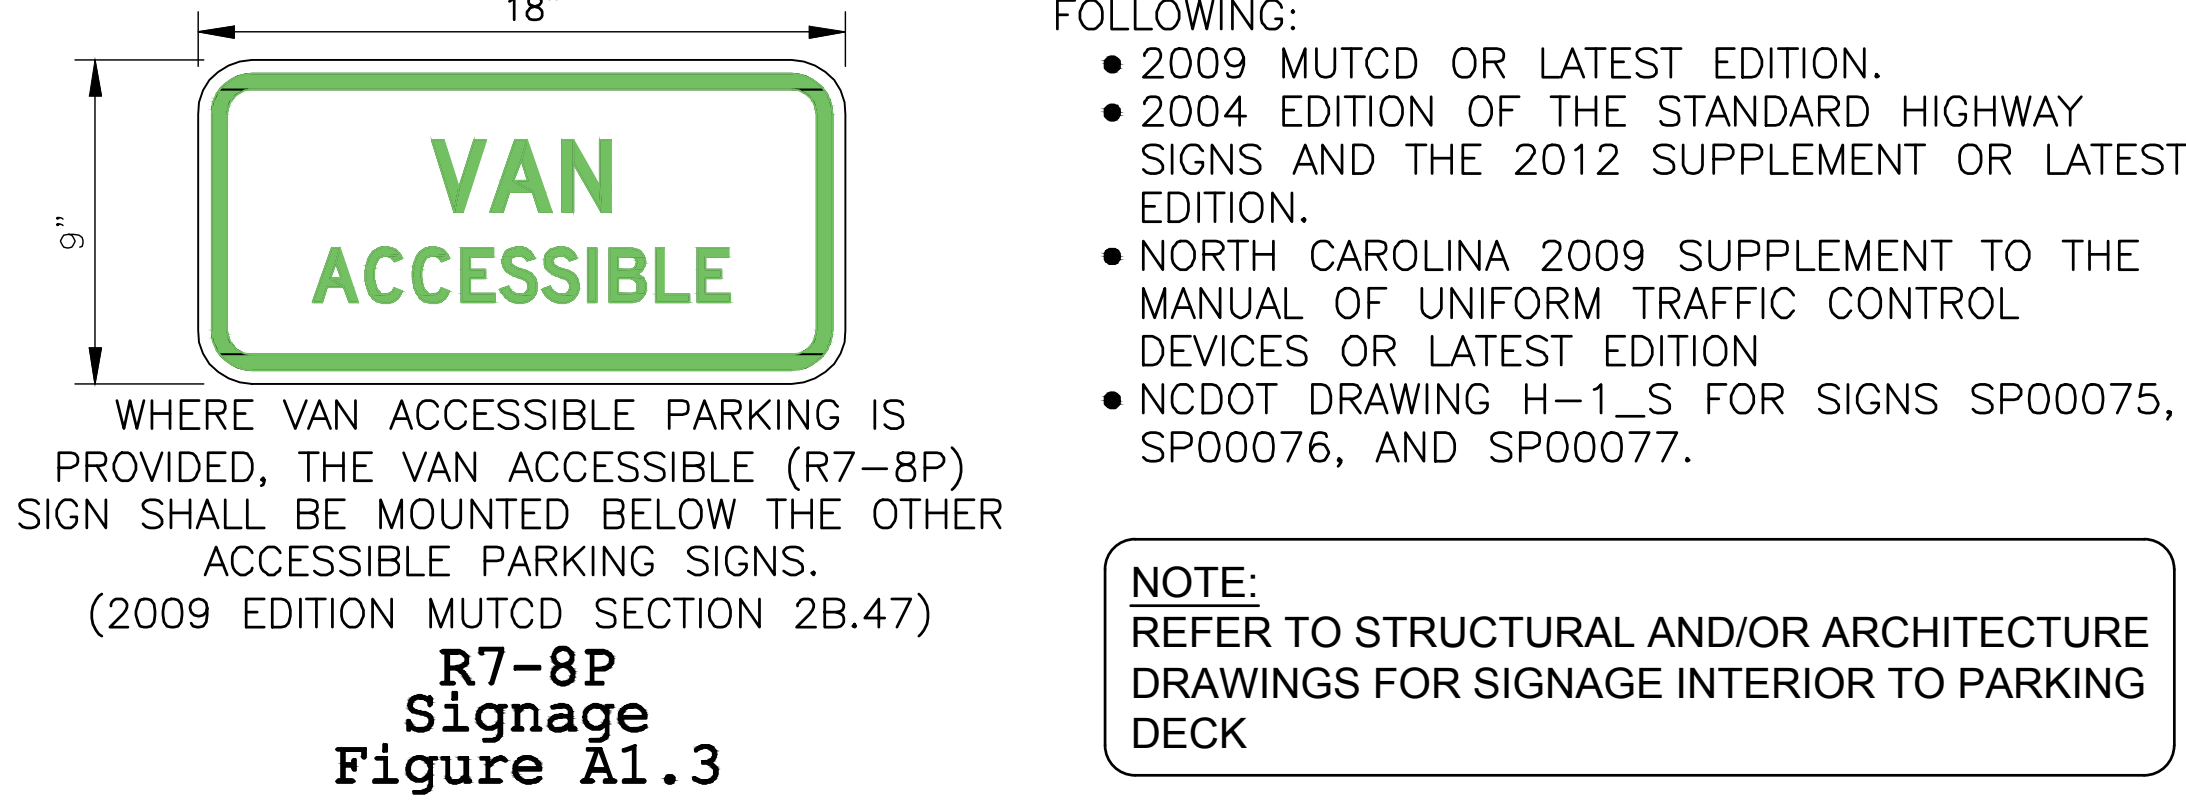 18"
9"
VAN
ACCESSIBLE
WHERE VAN ACCESSIBLE PARKING IS
PROVIDED, THE VAN ACCESSIBLE (R7-8P)
SIGN SHALL BE MOUNTED BELOW THE OTHER
ACCESSIBLE PARKING SIGNS.
(2009 EDITION MUTCD SECTION 2B.47)
R7-8P
Signage
Figure A1.3
FOLLOWING:
• 2009 MUTCD OR LATEST EDITION.
• 2004 EDITION OF THE STANDARD HIGHWAY
SIGNS AND THE 2012 SUPPLEMENT OR LATEST
EDITION.
• NORTH CAROLINA 2009 SUPPLEMENT TO THE
MANUAL OF UNIFORM TRAFFIC CONTROL
DEVICES OR LATEST EDITION
• NCDOT DRAWING H-1_S FOR SIGNS SP00075,
SP00076, AND SP00077.
NOTE:
REFER TO STRUCTURAL AND/OR ARCHITECTURE
DRAWINGS FOR SIGNAGE INTERIOR TO PARKING
DECK